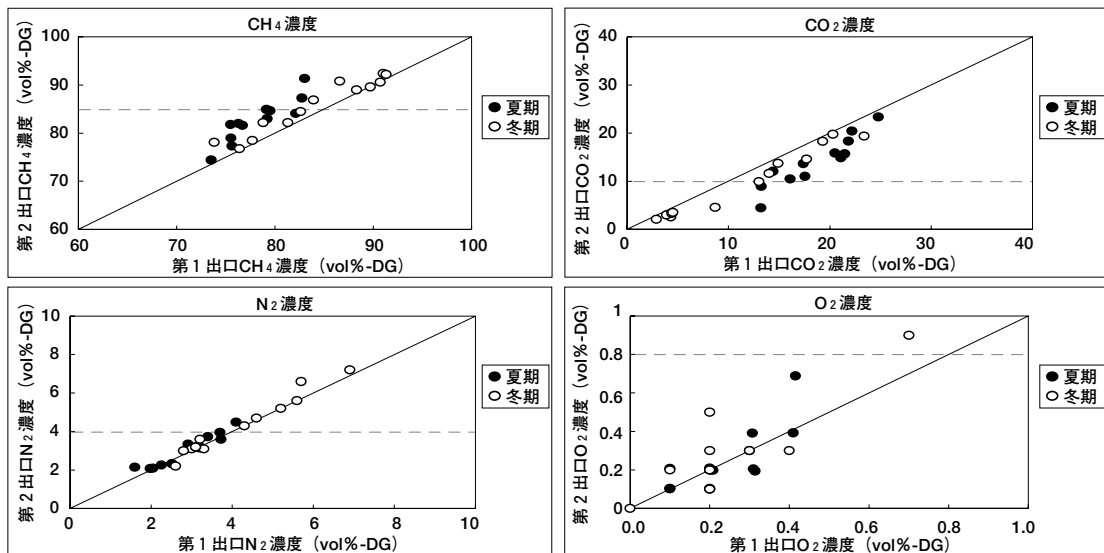 CH₄濃度
第2出口CH₄濃度（vol%-DG）
100
90
80
70
60
60
70
80
90
100
第1出口CH₄濃度（vol%-DG）
夏期
冬期
CO₂濃度
第2出口CO₂濃度（vol%-DG）
40
30
20
10
0
0
10
20
30
40
第1出口CO₂濃度（vol%-DG）
夏期
冬期
N₂濃度
第2出口N₂濃度（vol%-DG）
10
8
6
4
2
0
0
2
4
6
8
10
第1出口N₂濃度（vol%-DG）
夏期
冬期
O₂濃度
第2出口O₂濃度（vol%-DG）
1
0.8
0.6
0.4
0.2
0
0.0
0.2
0.4
0.6
0.8
1.0
第1出口O₂濃度（vol%-DG）
夏期
冬期